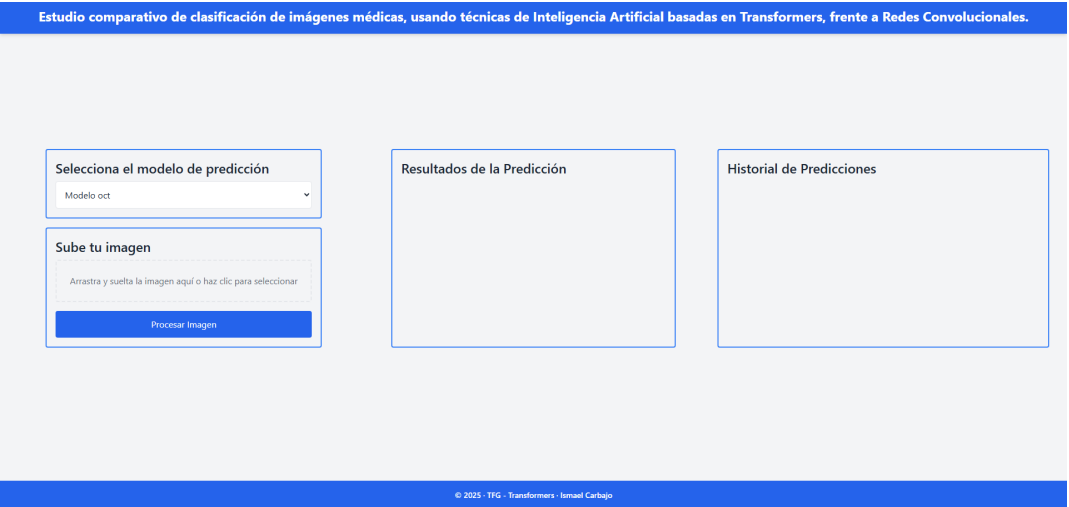 Estudio comparativo de clasificación de imágenes médicas, usando técnicas de Inteligencia Artificial basadas en Transformers, frente a Redes Convolucionales.
Selecciona el modelo de predicción
Modelo oct
Sube tu imagen
Arrastra y suelta la imagen aquí o haz clic para seleccionar
Procesar Imagen
Resultados de la Predicción
Historial de Predicciones
© 2025 · TFG - Transformers · Ismael Carbajo